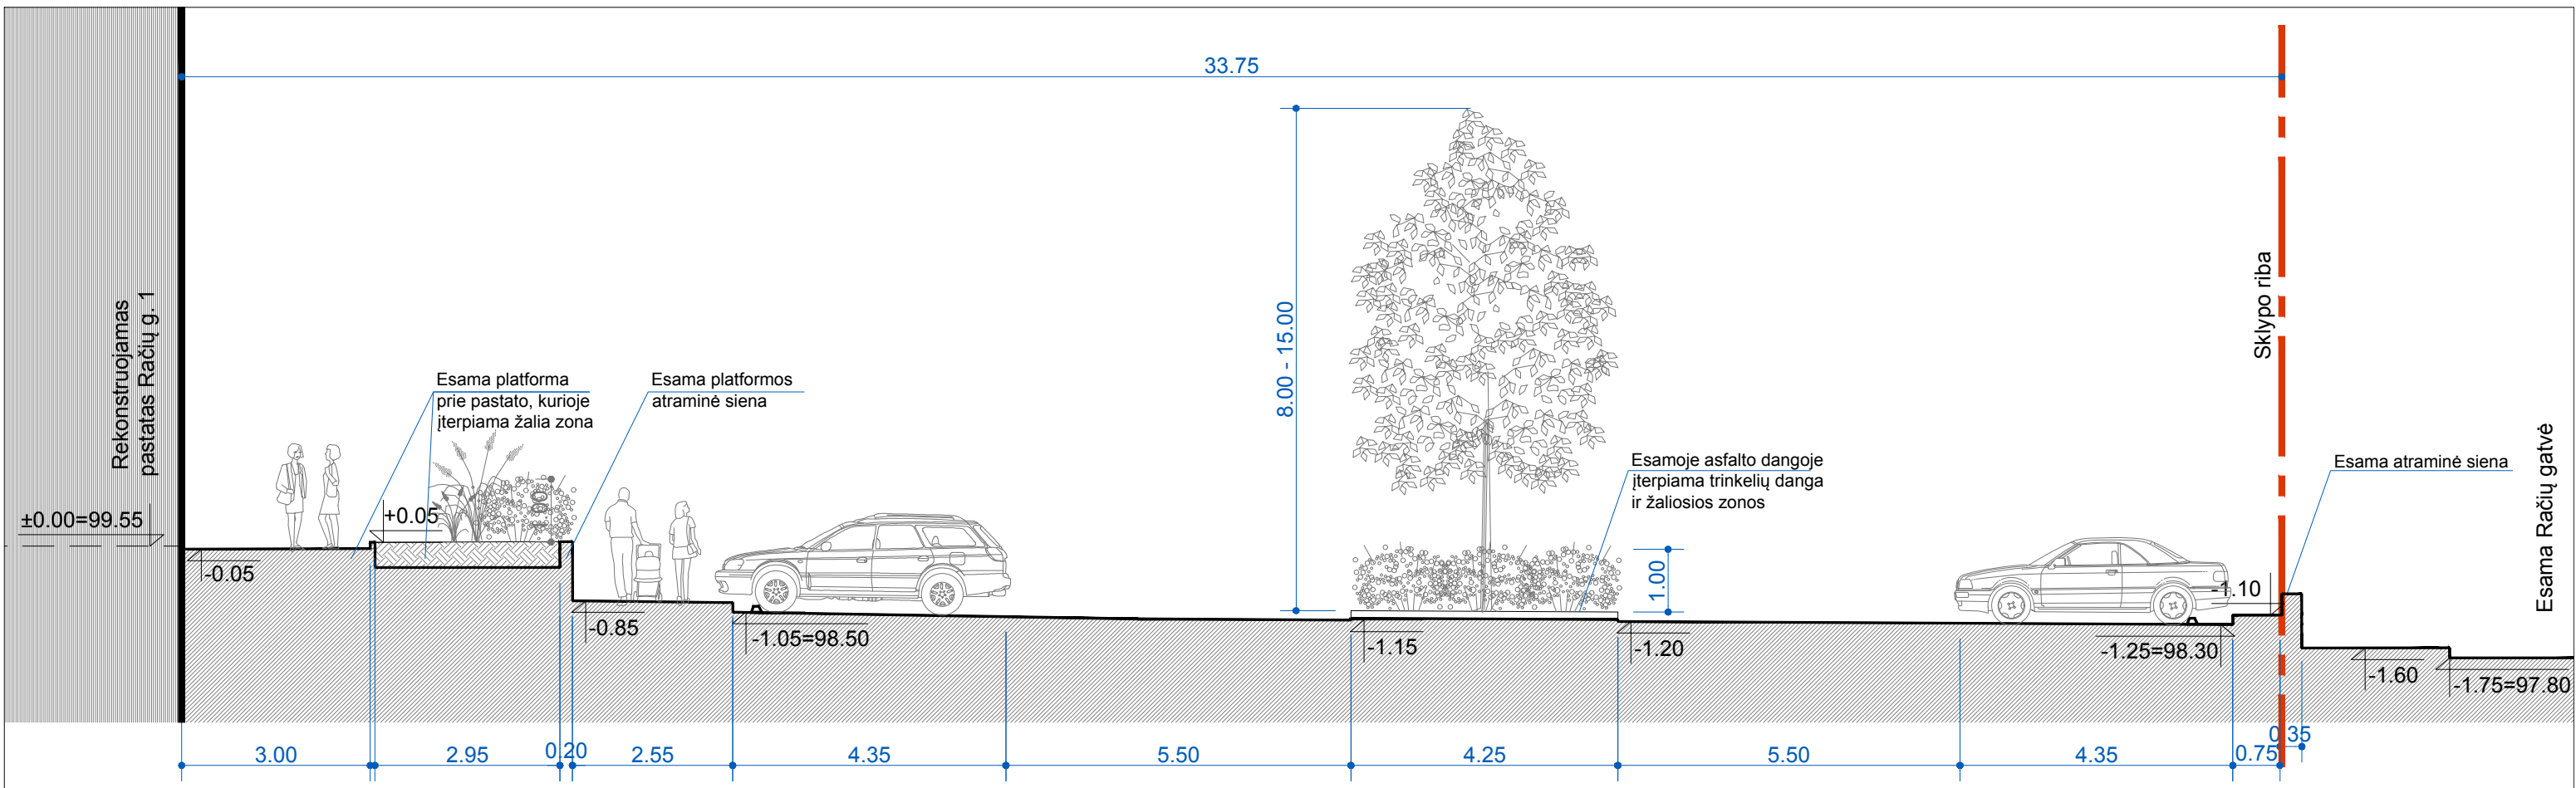 33.75
8.00 - 15.00
Rekonstruojamas
pastatas Račių g. 1
Sklypo riba
Esama platforma
prie pastato, kurioje
įterpiama žalia zona
Esama platformos
atraminė siena
Esamoje asfalto dangoje
įterpiama trinkelių danga
ir žaliosios zonos
Esama atraminė siena
Esama Račių gatvė
±0.00=99.55
+0.05
-0.05
-0.85
-1.05=98.50
-1.15
1.00
-1.20
-1.10
-1.25=98.30
-1.60
-1.75=97.80
3.00
2.95
0.20
2.55
4.35
5.50
4.25
5.50
4.35
0.75
0.35